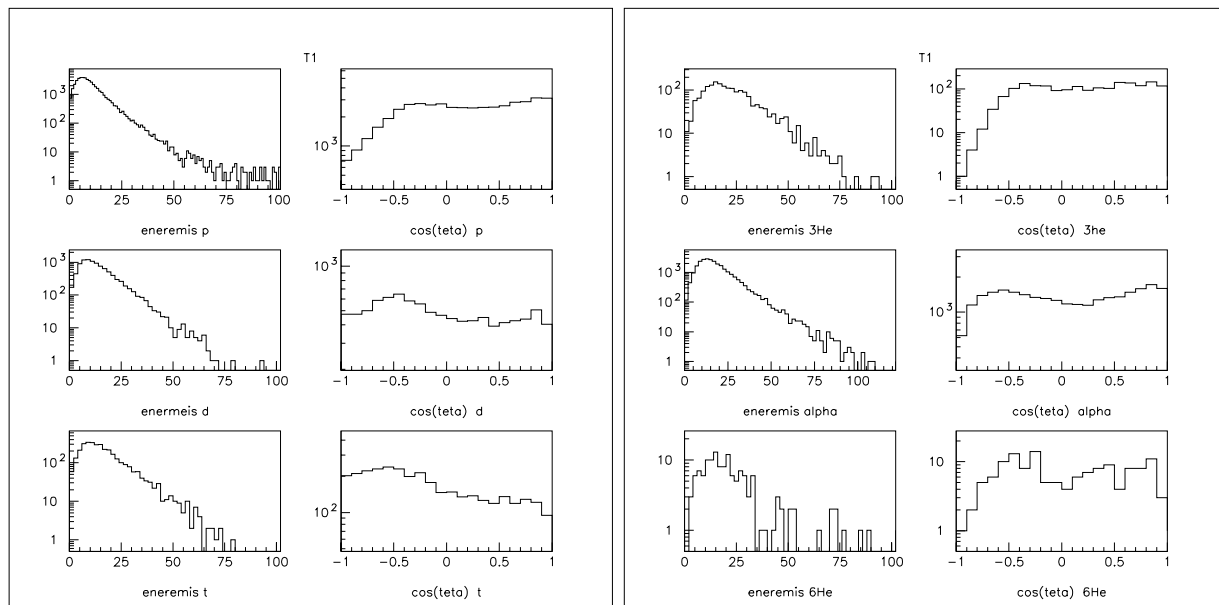 T1
10³
10²
10
1
0 25 50 75 100
eneremis p
10³
−1 −0.5 0 0.5 1
cos(teta) p
10³
10²
10
1
0 25 50 75 100
enermeis d
10³
−1 −0.5 0 0.5 1
cos(teta) d
10²
10
1
0 25 50 75 100
eneremis t
10²
−1 −0.5 0 0.5 1
cos(teta) t
T1
10²
10
1
0 25 50 75 100
eneremis 3He
10²
10
1
−1 −0.5 0 0.5 1
cos(teta) 3he
10³
10²
10
1
0 25 50 75 100
eneremis alpha
10³
−1 −0.5 0 0.5 1
cos(teta) alpha
10
1
0 25 50 75 100
eneremis 6He
10
1
−1 −0.5 0 0.5 1
cos(teta) 6He